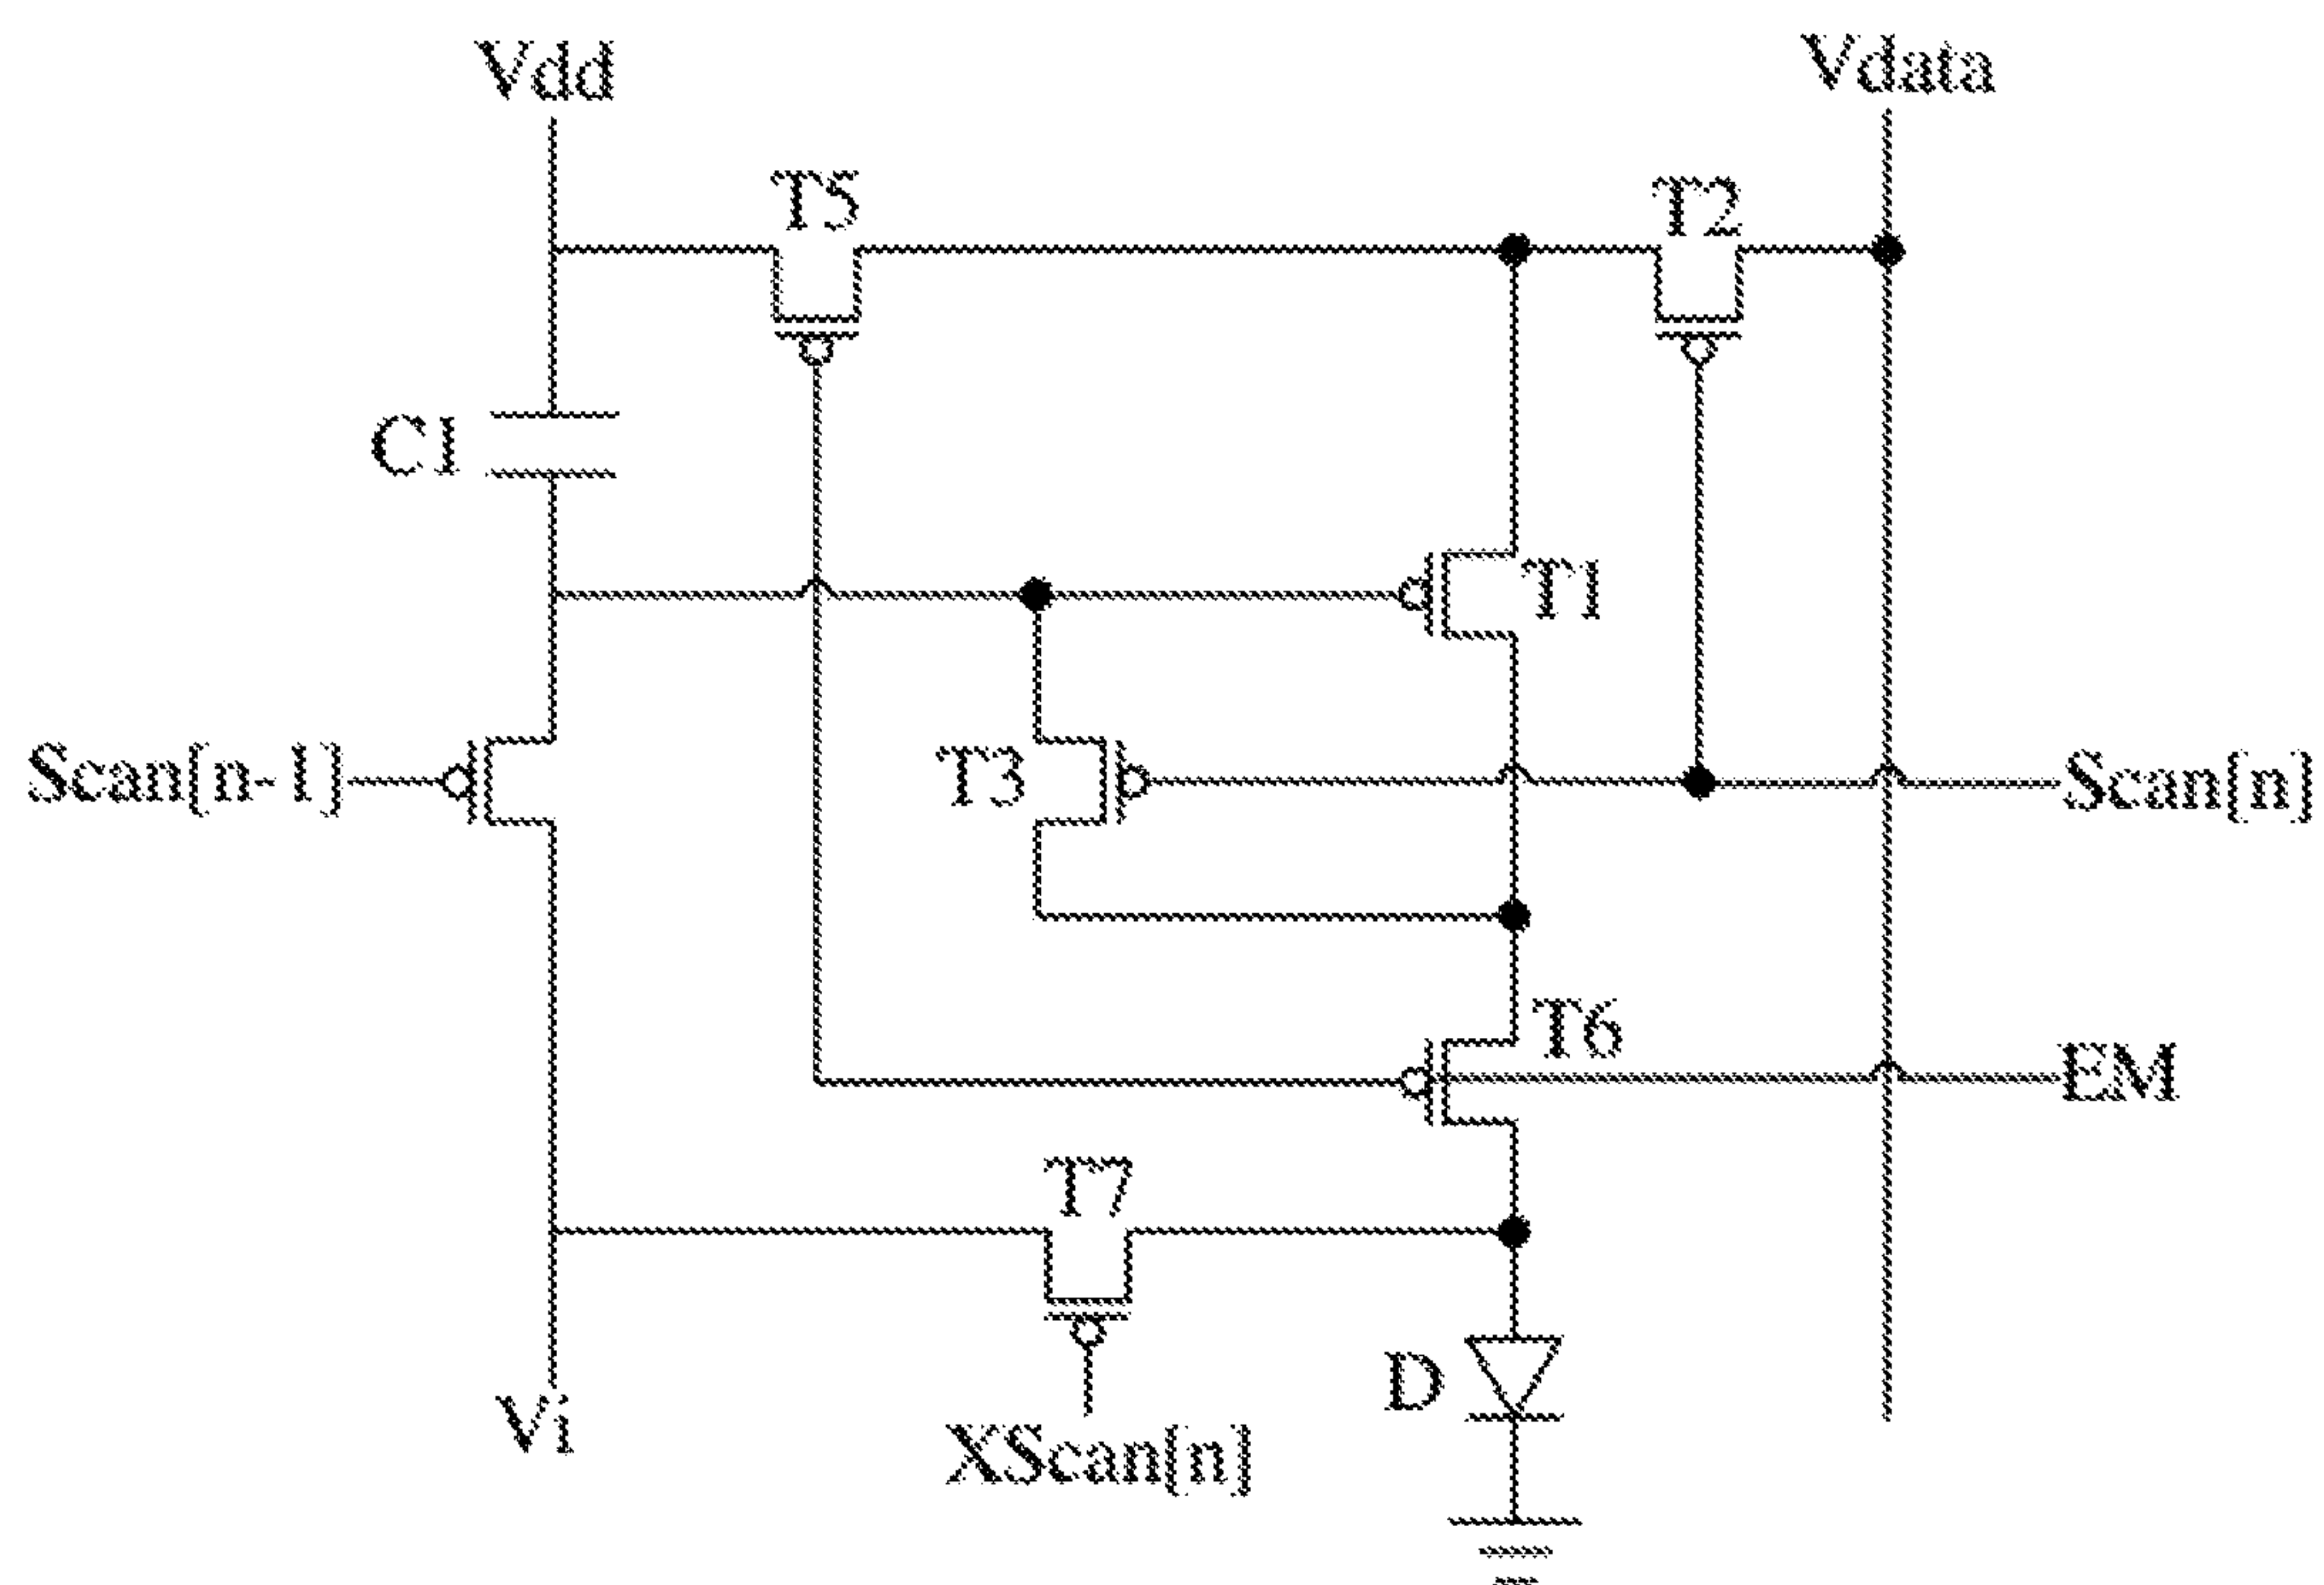 Vdd
Vdata
T5
T2
C1
T1
Scan[n-1]
T3
Scan[n]
T6
EM
T7
D
Vi
XScan[n]